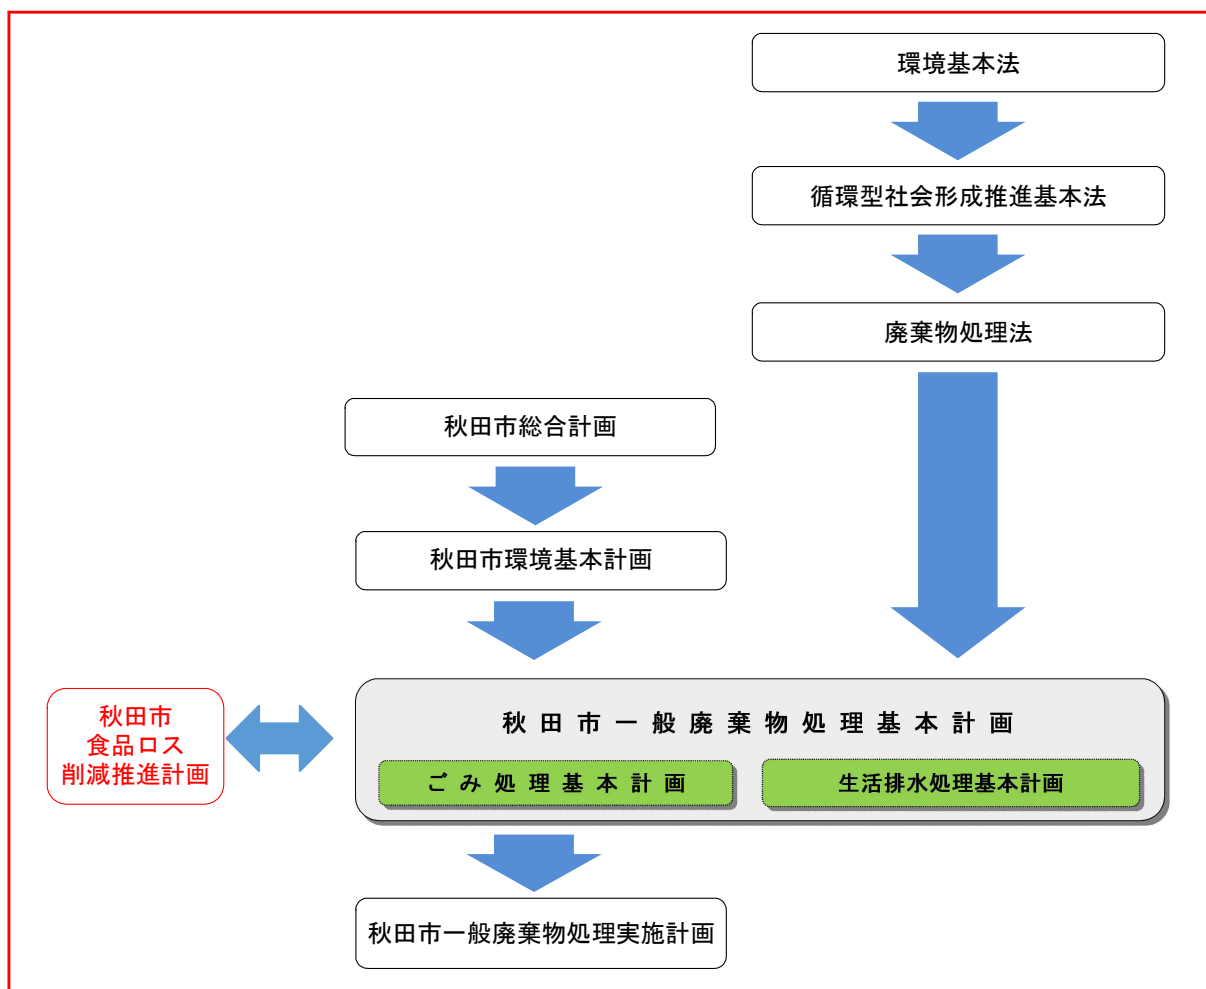 環境基本法
循環型社会形成推進基本法
廃棄物処理法
秋田市総合計画
秋田市環境基本計画
秋田市
食品ロス
削減推進計画
秋田市一般廃棄物処理基本計画
ごみ処理基本計画
生活排水処理基本計画
秋田市一般廃棄物処理実施計画